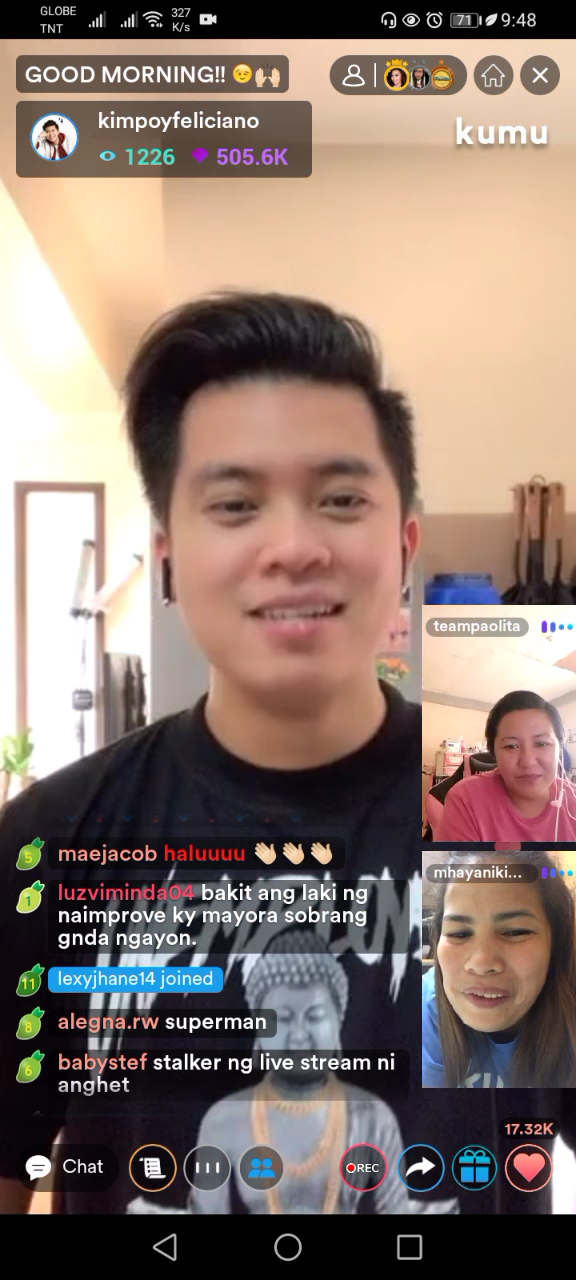 GLOBE
TNT
327
K/s
71
9:48
GOOD MORNING!! 😉🙌🏻
kimpoyfeliciano
1226 505.6K
kumu
teampaolita
mhayaniki...
5 maejacob haluuuu 👏🏻👏🏻👏🏻
1 luzviminda04 bakit ang laki ng
naimprove ky mayora sobrang
gnda ngayon.
11 lexyjhane14 joined
8 alegna.rw superman
6 babystef stalker ng live stream ni
anghet
17.32K
Chat
REC